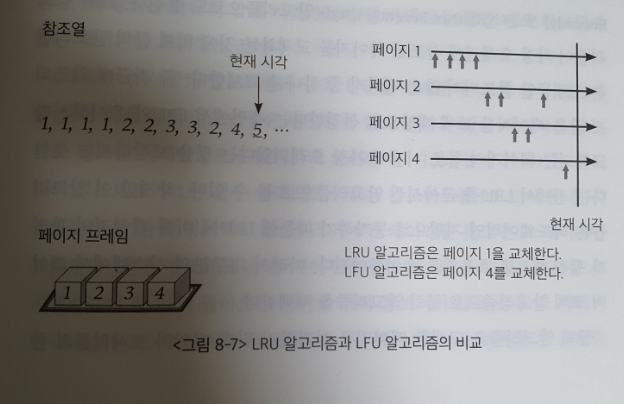 참조열
현재 시각
1, 1, 1, 1, 2, 2, 3, 3, 2, 4, 5, ⋯
페이지 프레임
1 2 3 4
페이지 1
페이지 2
페이지 3
페이지 4
현재 시각
LRU 알고리즘은 페이지 1을 교체한다.
LFU 알고리즘은 페이지 4를 교체한다.
<그림 8-7> LRU 알고리즘과 LFU 알고리즘의 비교